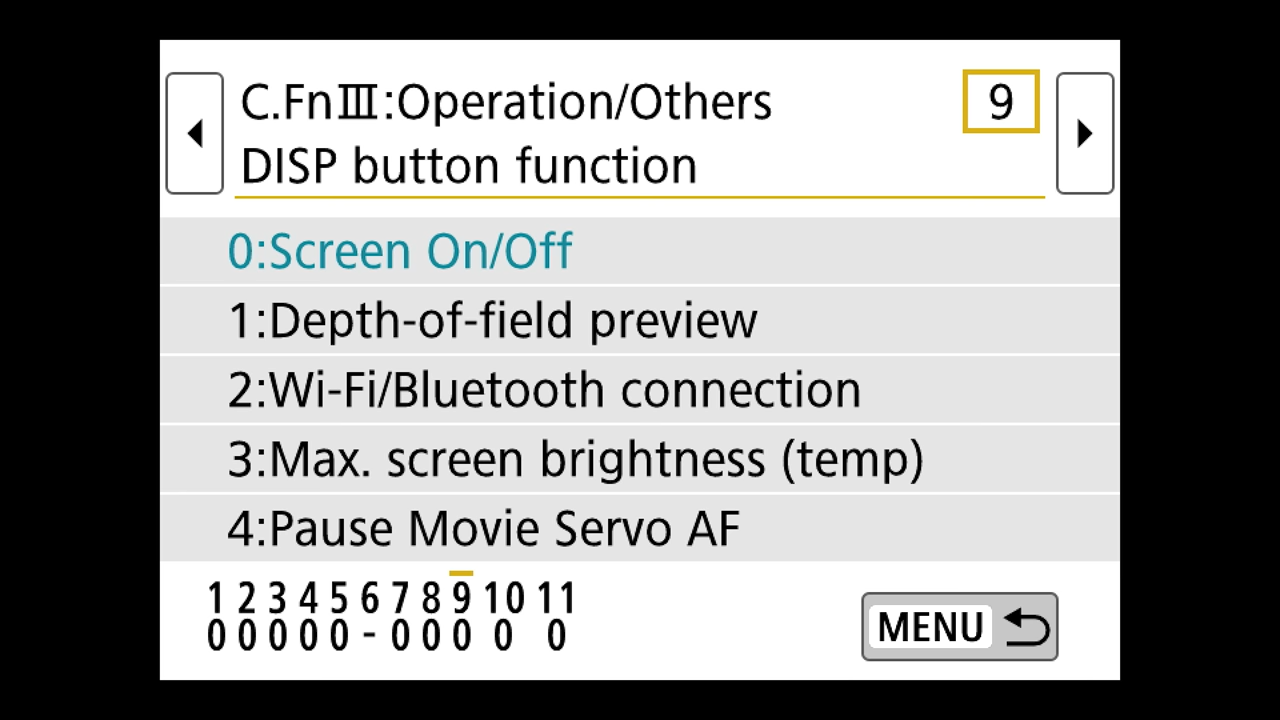 C.FnⅢ:Operation/Others 9
DISP button function
0:Screen On/Off
1:Depth-of-field preview
2:Wi-Fi/Bluetooth connection
3:Max. screen brightness (temp)
4:Pause Movie Servo AF
1 2 3 4 5 6 7 8 9 10 11
0 0 0 0 0 - 0 0 0 0 0
MENU